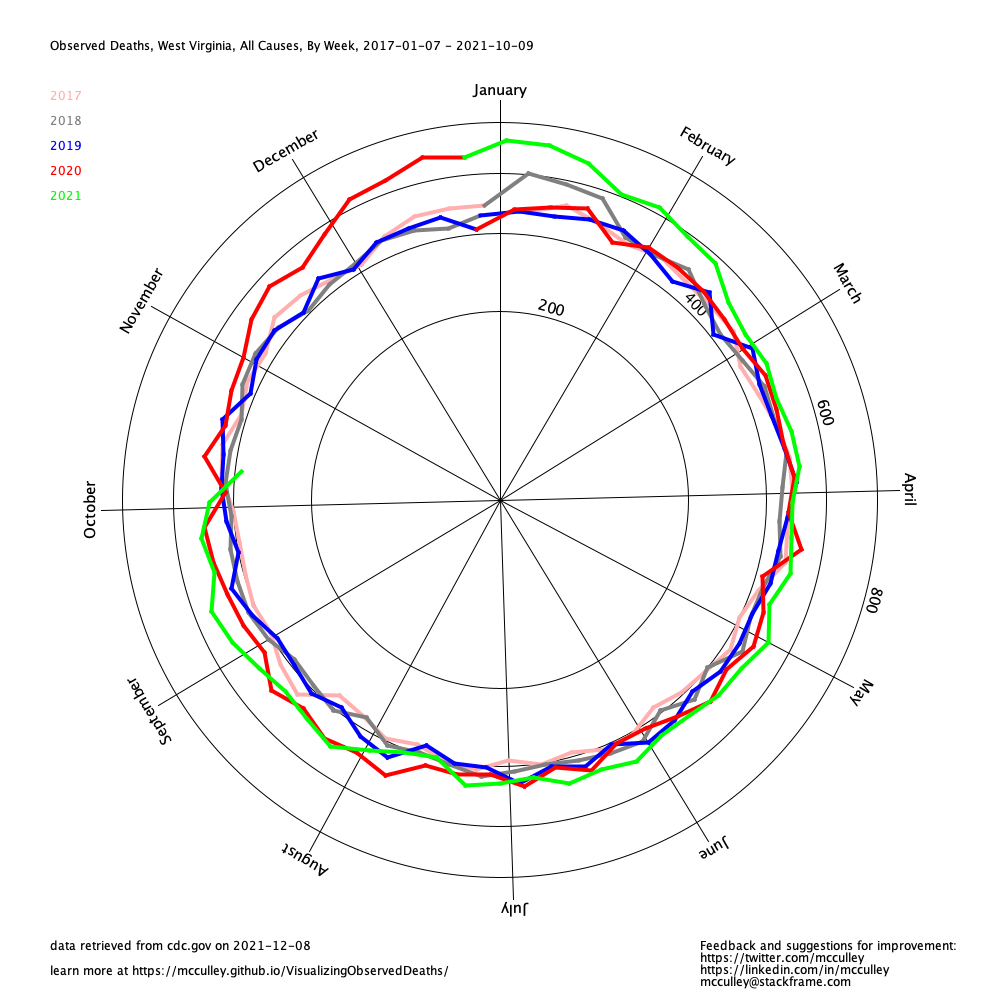 Observed Deaths, West Virginia, All Causes, By Week, 2017-01-07 - 2021-10-09
2017
2018
2019
2020
2021
January
February
March
April
May
June
July
August
September
October
November
December
200
400
600
800
data retrieved from cdc.gov on 2021-12-08
learn more at https://mcculley.github.io/VisualizingObservedDeaths/
Feedback and suggestions for improvement:
https://twitter.com/mcculley
https://linkedin.com/in/mcculley
mcculley@stackframe.com